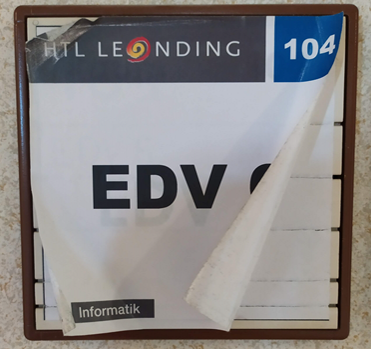 HTL LEONDING
104
EDV
Informatik